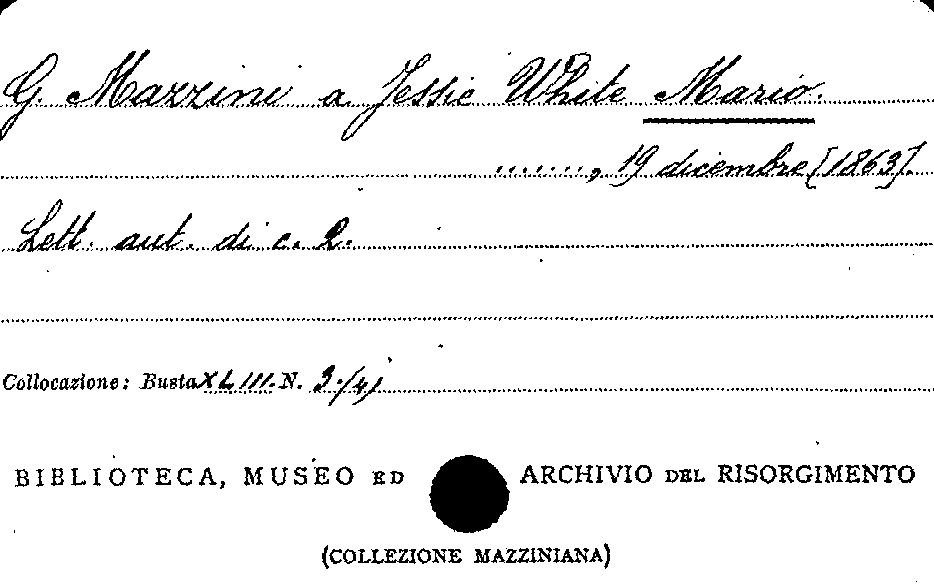 G. Mazzini a Jessie White Mario.
........, 19 dicembre [1863].
Lett. aut. di c. 2.
Collocazione: Busta XLIII. N. 3./4)
BIBLIOTECA, MUSEO ED ARCHIVIO DEL RISORGIMENTO
(COLLEZIONE MAZZINIANA)